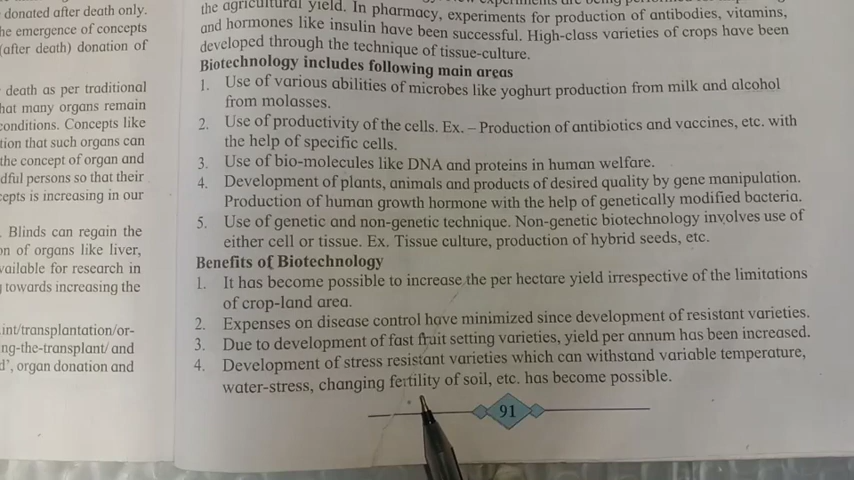 donated after death only.
he emergence of concepts
(after death) donation of
death as per traditional
hat many organs remain
conditions. Concepts like
tion that such organs can
the concept of organ and
dful persons so that their
cepts is increasing in our
. Blinds can regain the
on of organs like liver,
vailable for research in
towards increasing the
int/transplantation/or-
ng-the-transplant/ and
d', organ donation and
the agricultural yield. In pharmacy, experiments for production of antibodies, vitamins,
and hormones like insulin have been successful. High-class varieties of crops have been
developed through the technique of tissue-culture.
Biotechnology includes following main areas
1. Use of various abilities of microbes like yoghurt production from milk and alcohol
from molasses.
2. Use of productivity of the cells. Ex. – Production of antibiotics and vaccines, etc. with
the help of specific cells.
3. Use of bio-molecules like DNA and proteins in human welfare.
4. Development of plants, animals and products of desired quality by gene manipulation.
Production of human growth hormone with the help of genetically modified bacteria.
5. Use of genetic and non-genetic technique. Non-genetic biotechnology involves use of
either cell or tissue. Ex. Tissue culture, production of hybrid seeds, etc.
Benefits of Biotechnology
1. It has become possible to increase the per hectare yield irrespective of the limitations
of crop-land area.
2. Expenses on disease control have minimized since development of resistant varieties.
3. Due to development of fast fruit setting varieties, yield per annum has been increased.
4. Development of stress resistant varieties which can withstand variable temperature,
water-stress, changing fertility of soil, etc. has become possible.
91